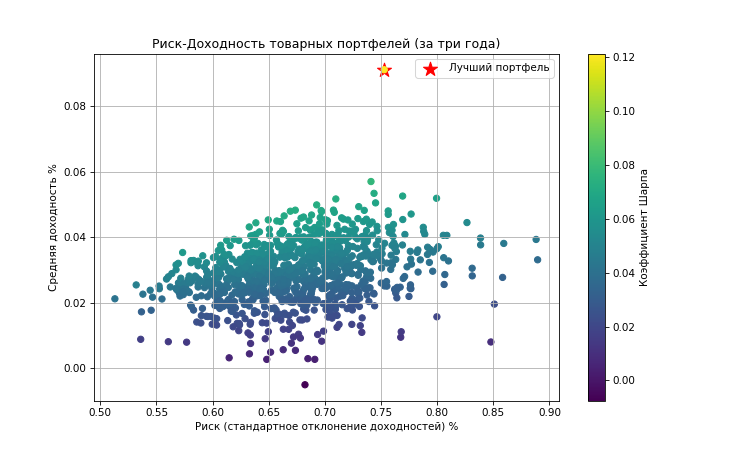 Риск-Доходность товарных портфелей (за три года)
Лучший портфель
Средняя доходность %
0.08
0.06
0.04
0.02
0.00
0.50 0.55 0.60 0.65 0.70 0.75 0.80 0.85 0.90
Риск (стандартное отклонение доходностей) %
0.12
0.10
0.08
0.06
0.04
0.02
0.00
Коэффициент Шарпа